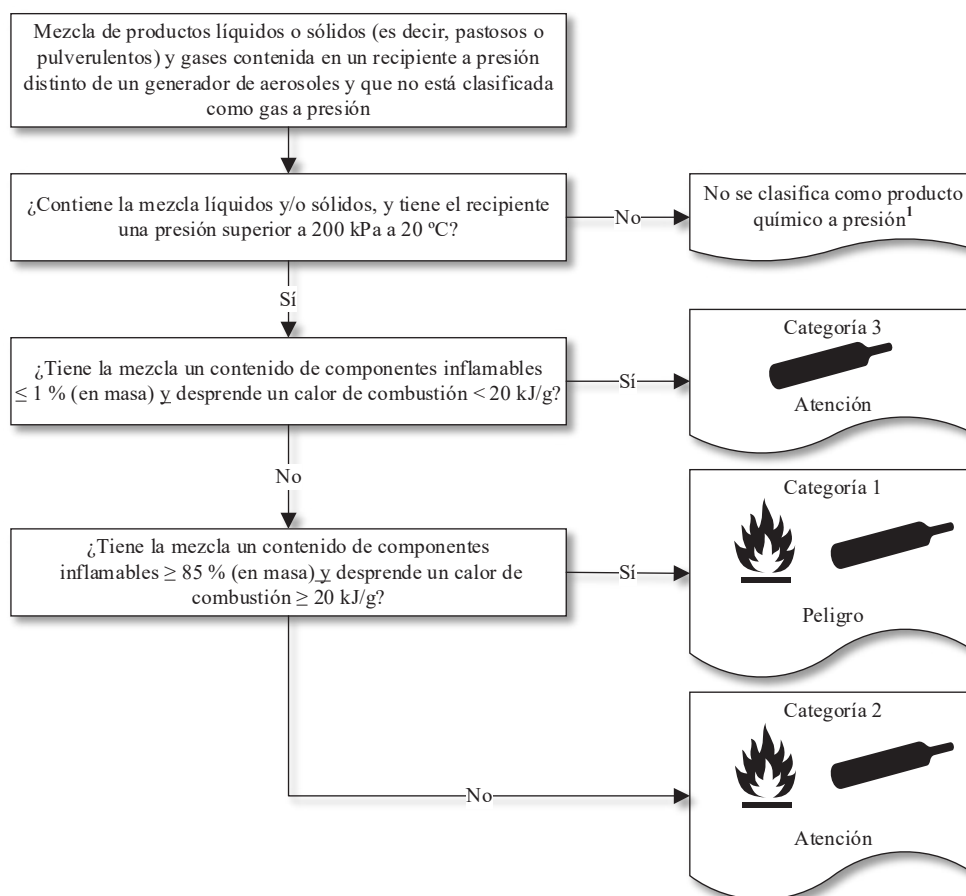 Mezcla de productos líquidos o sólidos (es decir, pastosos o
pulverulentos) y gases contenida en un recipiente a presión
distinto de un generador de aerosoles y que no está clasificada
como gas a presión
¿Contiene la mezcla líquidos y/o sólidos, y tiene el recipiente
una presión superior a 200 kPa a 20 ºC?
No
No se clasifica como producto
químico a presión¹
Sí
¿Tiene la mezcla un contenido de componentes inflamables
≤ 1 % (en masa) y desprende un calor de combustión < 20 kJ/g?
Sí
Categoría 3
Atención
No
¿Tiene la mezcla un contenido de componentes
inflamables ≥ 85 % (en masa) y desprende un calor de
combustión ≥ 20 kJ/g?
Sí
Categoría 1
Peligro
No
Categoría 2
Atención